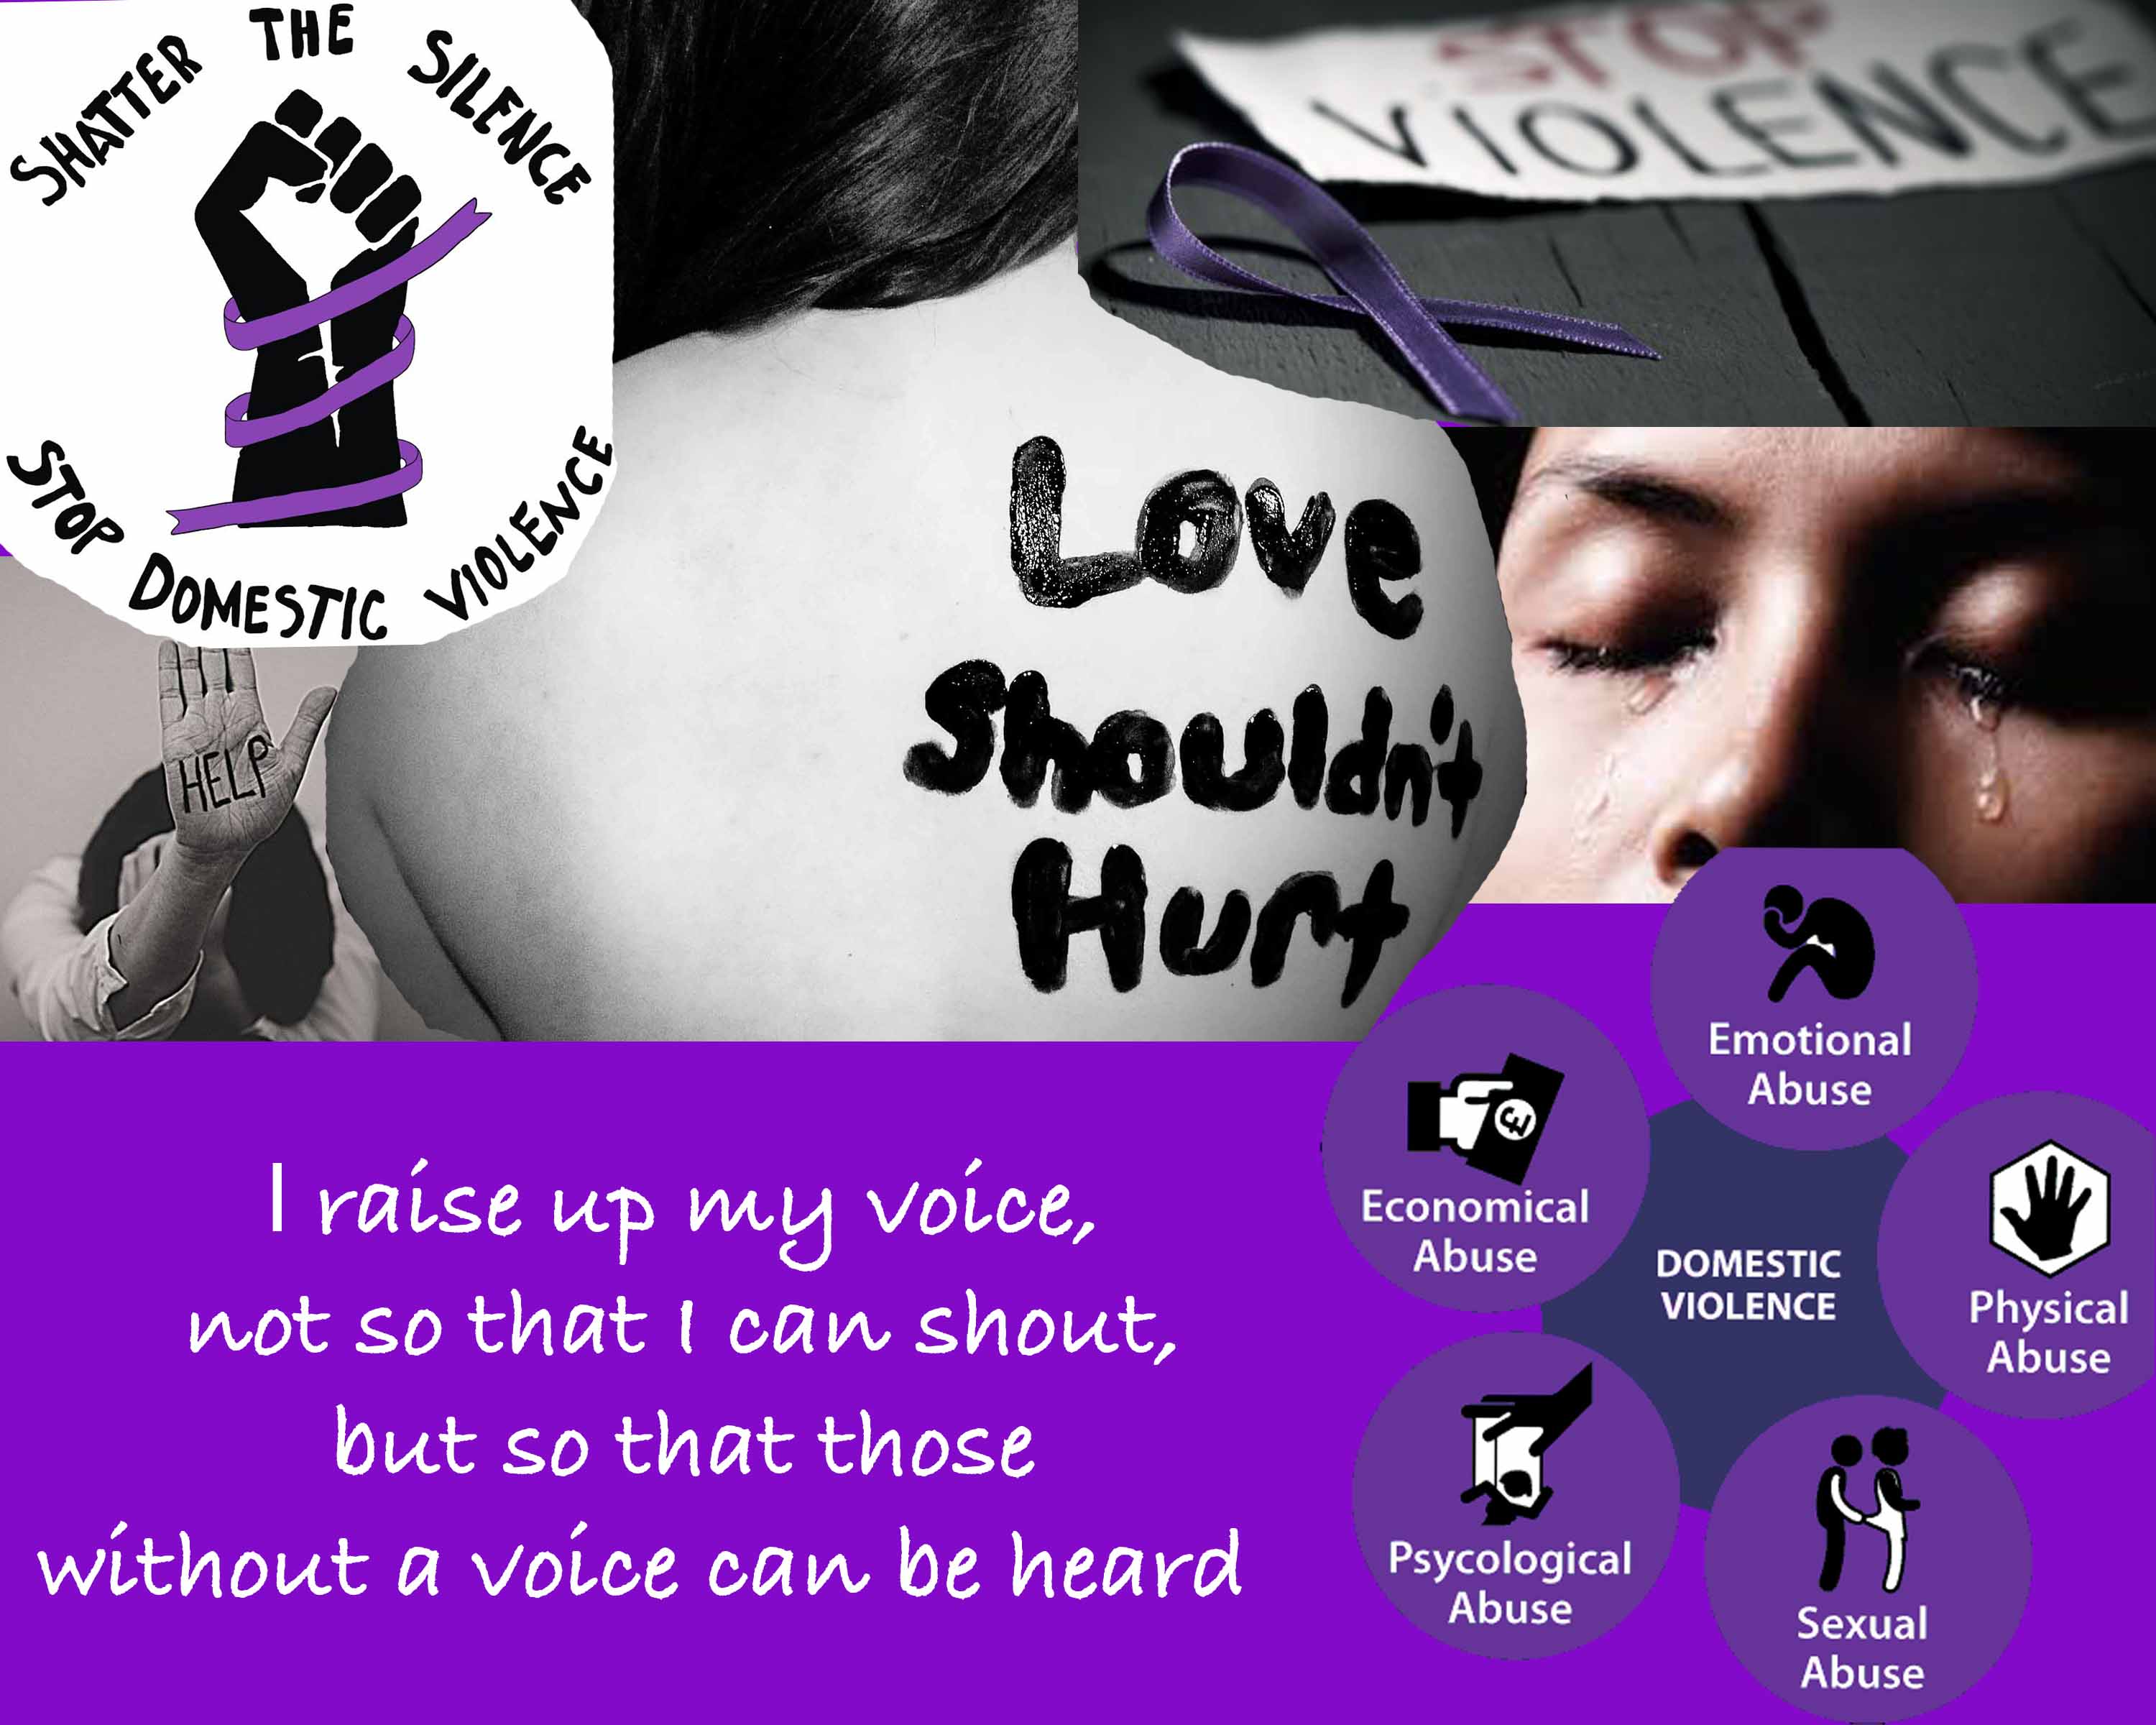 SHATTER THE SILENCE
STOP DOMESTIC VIOLENCE
STOP
VIOLENCE
Love
Shouldn't
Hurt
HELP
I raise up my voice,
not so that I can shout,
but so that those
without a voice can be heard
Emotional
Abuse
Economical
Abuse
£
DOMESTIC
VIOLENCE
Physical
Abuse
Psycological
Abuse
Sexual
Abuse